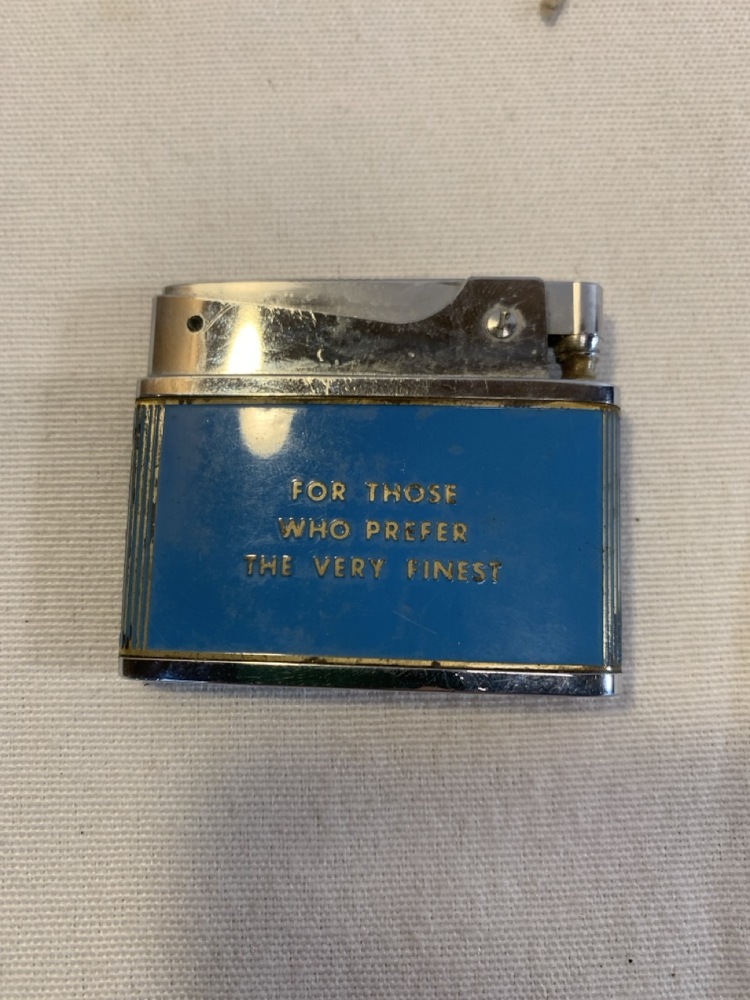 FOR THOSE
WHO PREFER
THE VERY FINEST